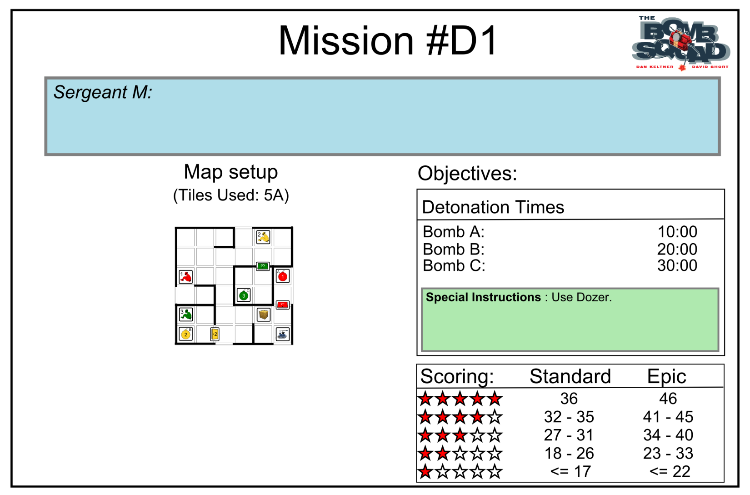 Mission #D1
THE
BOMB
SQUAD
DAN KELTNER DAVID SHORT
Sergeant M:
Map setup
(Tiles Used: 5A)
Objectives:
Detonation Times
Bomb A: 10:00
Bomb B: 20:00
Bomb C: 30:00
Special Instructions : Use Dozer.
Scoring: Standard Epic
36 46
32 - 35 41 - 45
27 - 31 34 - 40
18 - 26 23 - 33
<= 17 <= 22